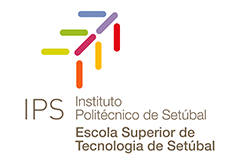 IPS Instituto
Politécnico de Setúbal
Escola Superior de
Tecnologia de Setúbal